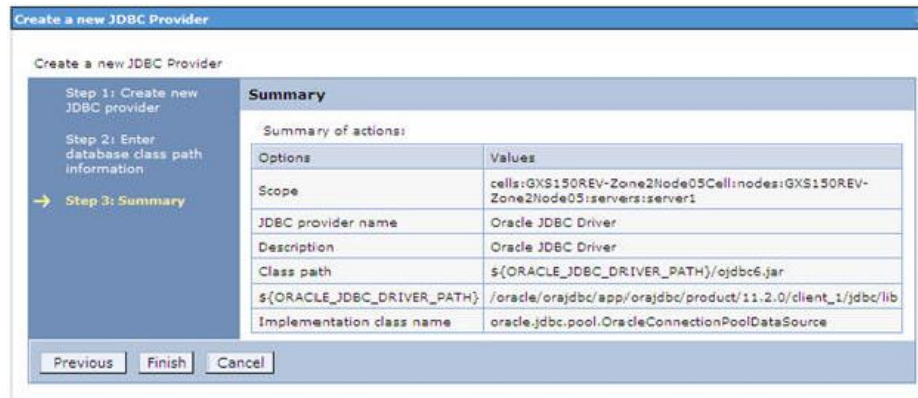 Create a new JDBC Provider
Create a new JDBC Provider
Step 1: Create new
JDBC provider
Step 2: Enter
database class path
information
Step 3: Summary
Summary
Summary of actions:
Options Values
Scope cells:GXS150REV-Zone2Node05Cell:nodes:GXS150REV-
Zone2Node05:servers:server1
JDBC provider name Oracle JDBC Driver
Description Oracle JDBC Driver
Class path ${ORACLE_JDBC_DRIVER_PATH}/ojdbc6.jar
${ORACLE_JDBC_DRIVER_PATH} /oracle/orajdbc/app/orajdbc/product/11.2.0/client_1/jdbc/lib
Implementation class name oracle.jdbc.pool.OracleConnectionPoolDataSource
Previous Finish Cancel